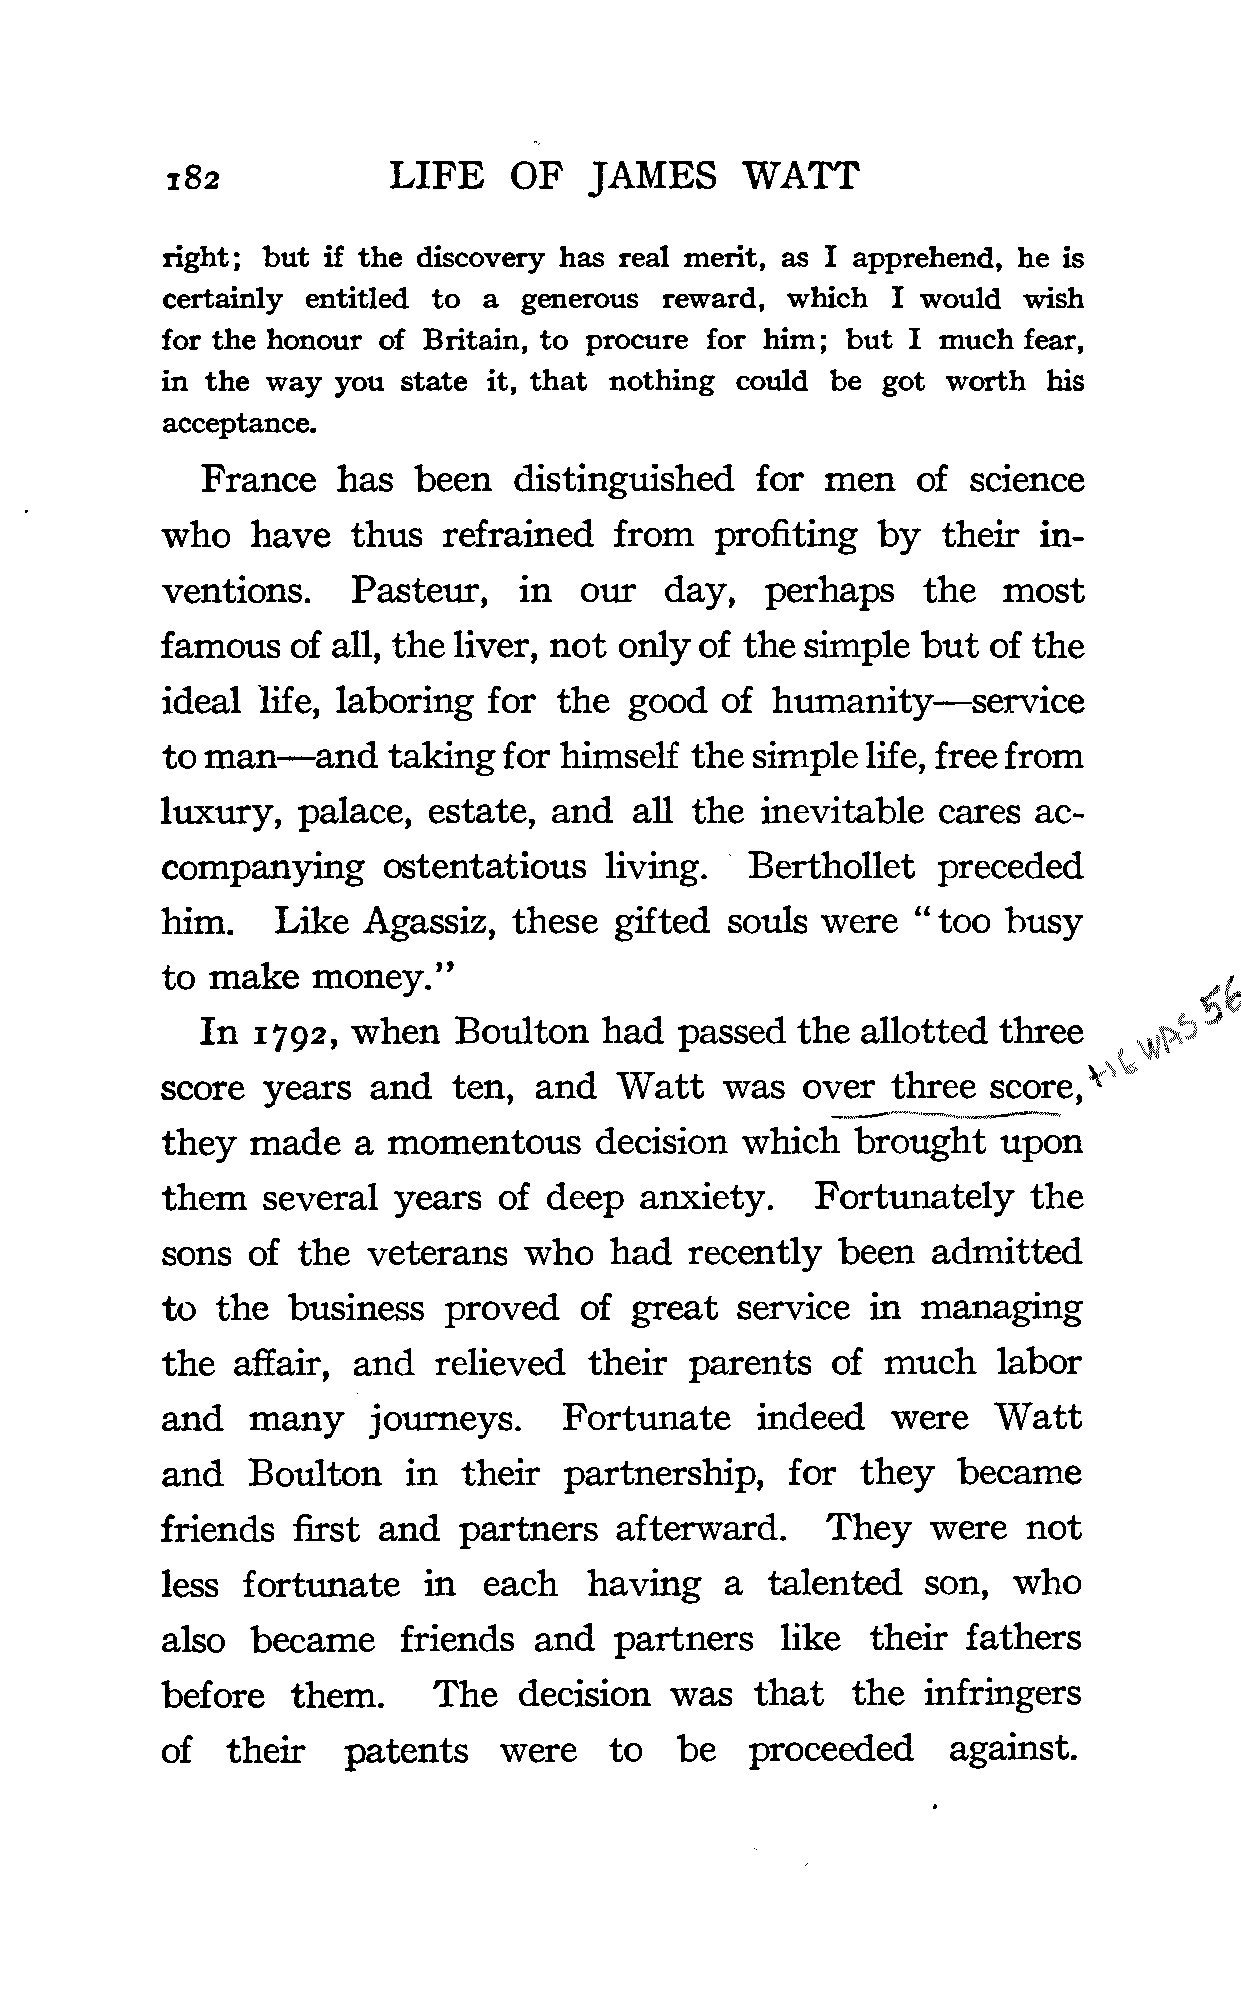 182 LIFE OF JAMES WATT
right; but if the discovery has real merit, as I apprehend, he is
certainly entitled to a generous reward, which I would wish
for the honour of Britain, to procure for him; but I much fear,
in the way you state it, that nothing could be got worth his
acceptance.
France has been distinguished for men of science
who have thus refrained from profiting by their in-
ventions. Pasteur, in our day, perhaps the most
famous of all, the liver, not only of the simple but of the
ideal life, laboring for the good of humanity—service
to man—and taking for himself the simple life, free from
luxury, palace, estate, and all the inevitable cares ac-
companying ostentatious living. Berthollet preceded
him. Like Agassiz, these gifted souls were "too busy
to make money."
In 1792, when Boulton had passed the allotted three
score years and ten, and Watt was over three score,
HE WAS 56
they made a momentous decision which brought upon
them several years of deep anxiety. Fortunately the
sons of the veterans who had recently been admitted
to the business proved of great service in managing
the affair, and relieved their parents of much labor
and many journeys. Fortunate indeed were Watt
and Boulton in their partnership, for they became
friends first and partners afterward. They were not
less fortunate in each having a talented son, who
also became friends and partners like their fathers
before them. The decision was that the infringers
of their patents were to be proceeded against.